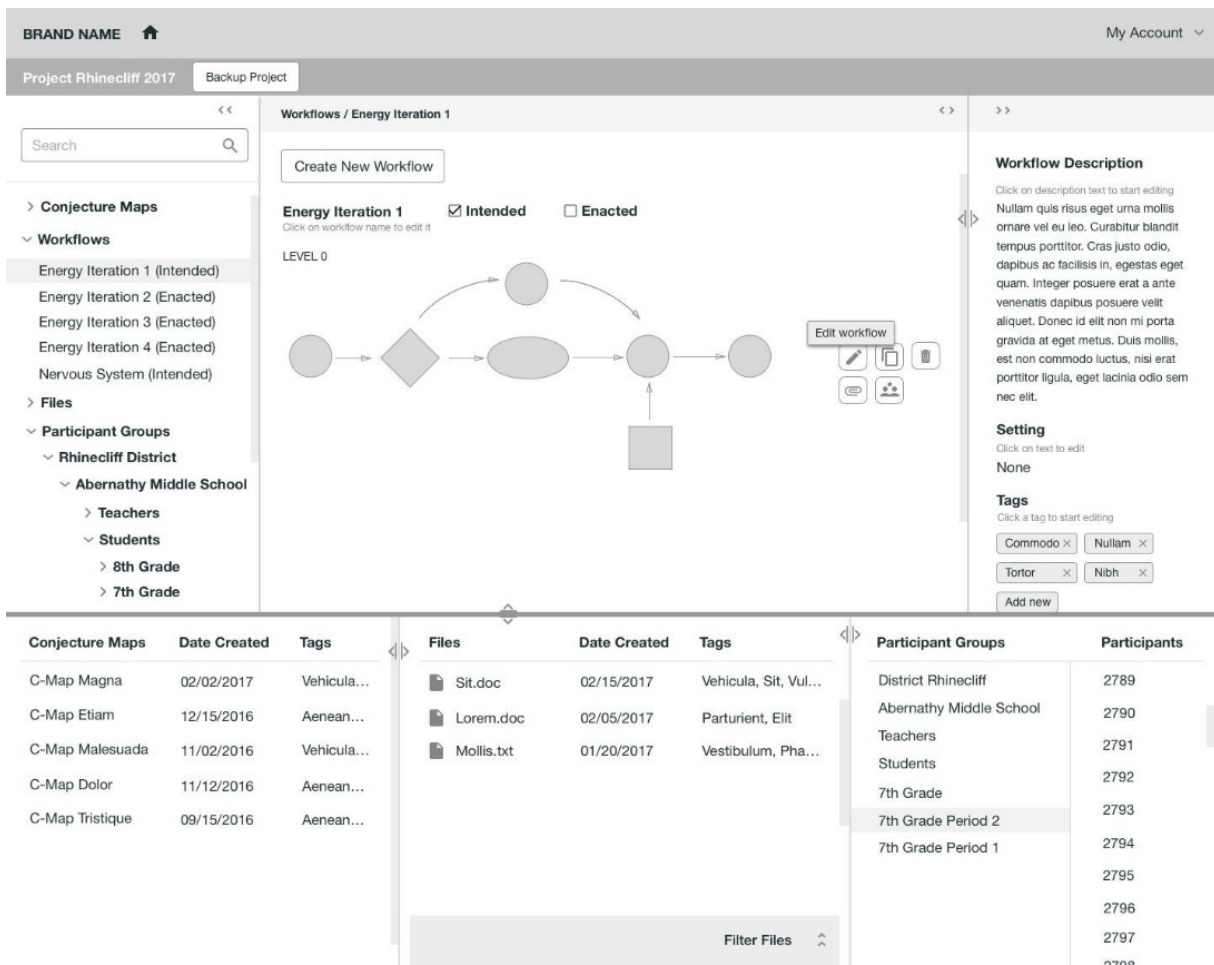 BRAND NAME
My Account
Project Rhinecliff 2017
Backup Project
Search
Conjecture Maps
Workflows
Energy Iteration 1 (Intended)
Energy Iteration 2 (Enacted)
Energy Iteration 3 (Enacted)
Energy Iteration 4 (Enacted)
Nervous System (Intended)
Files
Participant Groups
Rhinecliff District
Abernathy Middle School
Teachers
Students
8th Grade
7th Grade
Workflows / Energy Iteration 1
Create New Workflow
Energy Iteration 1
Intended
Enacted
Click on worktlow name to edit it
LEVEL 0
Edit workflow
Workflow Description
Click on description text to start editing
Nullam quis risus eget urna mollis
ornare vel eu leo. Curabitur blandit
tempus porttitor. Cras justo odio,
dapibus ac facilisis in, egestas eget
quam. Integer posuere erat a ante
venenatis dapibus posuere velit
aliquet. Donec id elit non mi porta
gravida at eget metus. Duis mollis,
est non commodo luctus, nisi erat
porttitor ligula, eget lacinia odio sem
nec elit.
Setting
Click on text to edit
None
Tags
Click a tag to start editing
Commodo
Nullam
Tortor
Nibh
Add new
Conjecture Maps Date Created Tags
C-Map Magna 02/02/2017 Vehicula...
C-Map Etiam 12/15/2016 Aenean...
C-Map Malesuada 11/02/2016 Vehicula...
C-Map Dolor 11/12/2016 Aenean...
C-Map Tristique 09/15/2016 Aenean...
Files Date Created Tags
Sit.doc 02/15/2017 Vehicula, Sit, Vul...
Lorem.doc 02/05/2017 Parturient, Elit
Mollis.txt 01/20/2017 Vestibulum, Pha...
Filter Files
Participant Groups
District Rhinecliff
Abernathy Middle School
Teachers
Students
7th Grade
7th Grade Period 2
7th Grade Period 1
Participants
2789
2790
2791
2792
2793
2794
2795
2796
2797